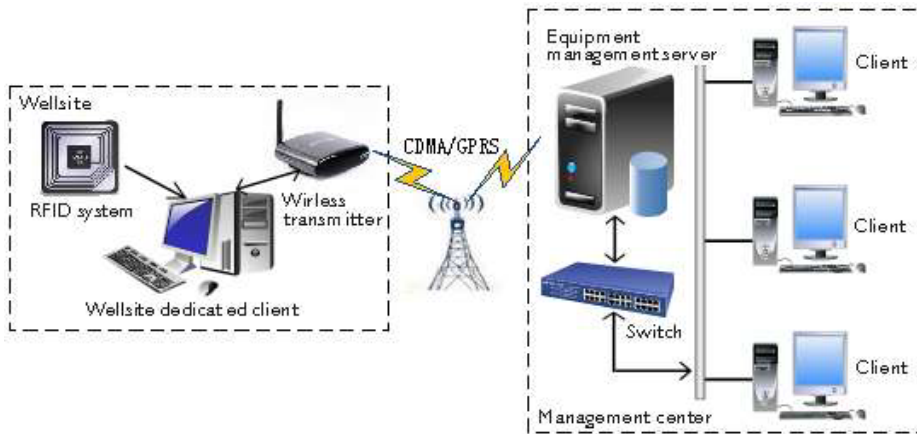 Wellsite
RFID system
Wirless
transmitter
Wellsite dedicated client
CDMA/GPRS
Equipment
management server
Switch
Management center
Client
Client
Client